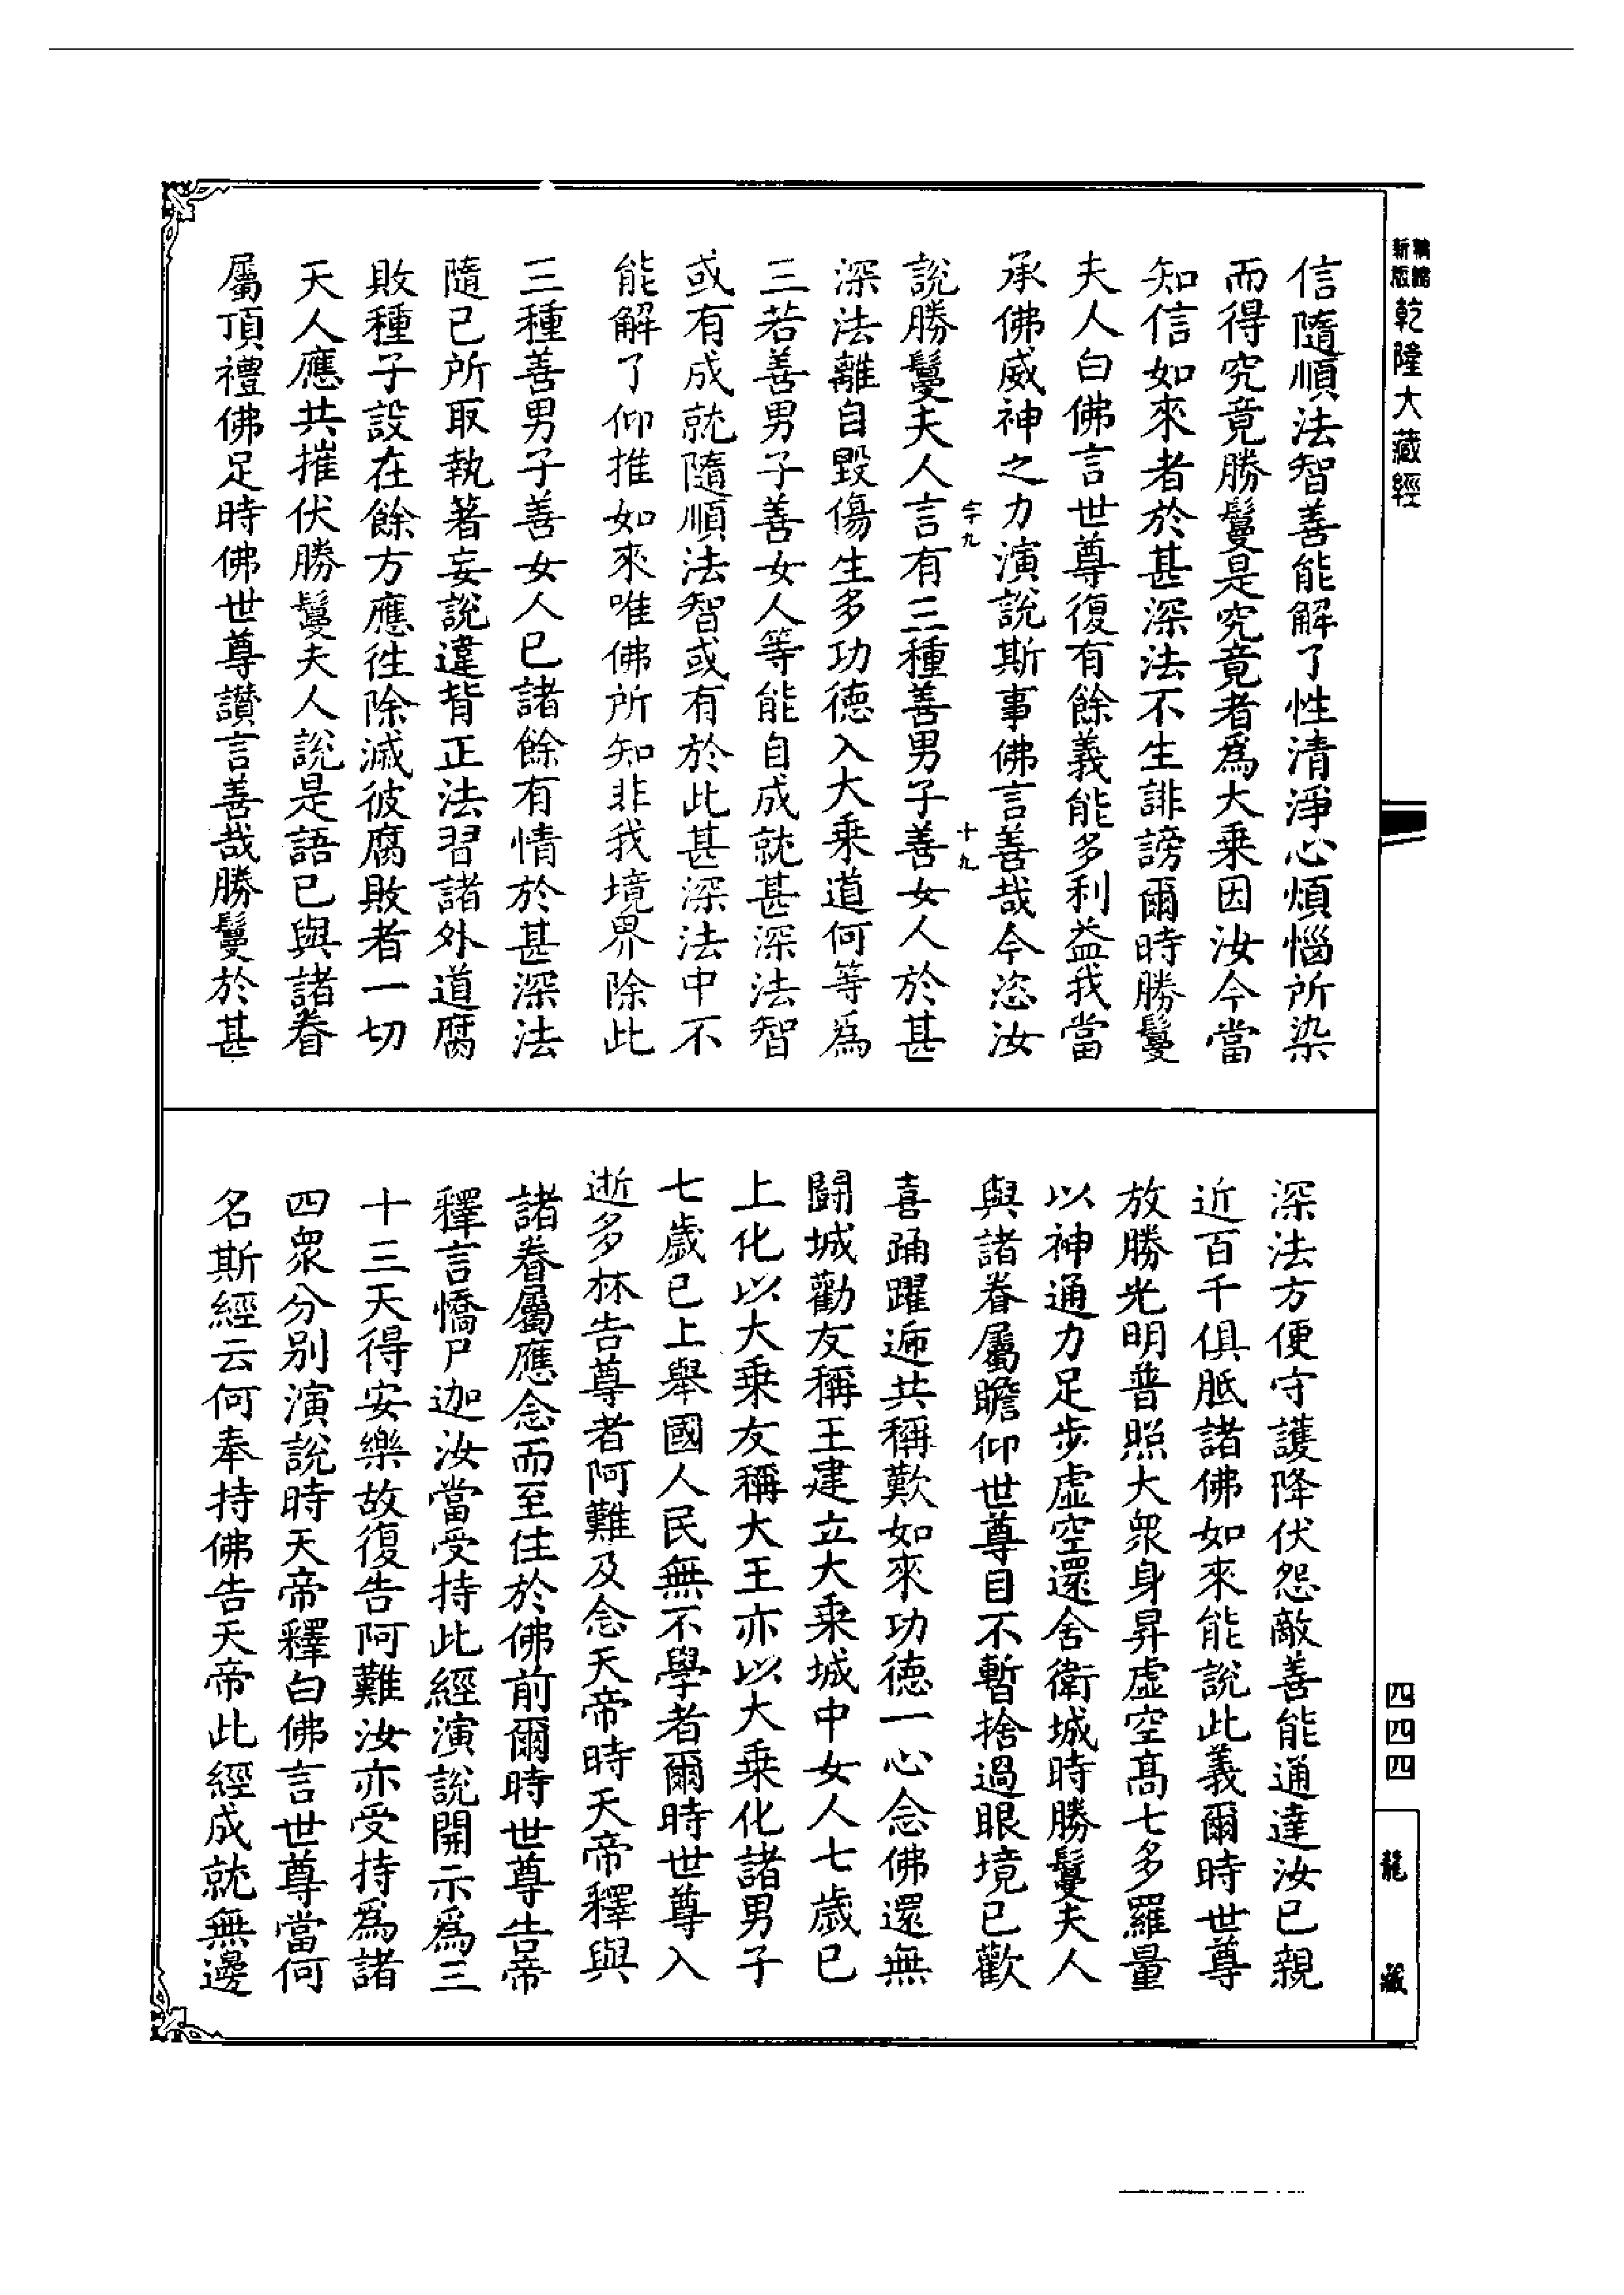 新編
新版
乾隆大藏經
信隨順法智善能解了性清淨心煩惱所染
而得究竟勝鬘是究竟者為大乘因汝今當
知信如來者於甚深法不生誹謗爾時勝鬘
夫人白佛言世尊復有餘義能多利益我當
承佛威神之力演說斯事佛言善哉今恣汝
字九
十九
說勝鬘夫人言有三種善男子善女人於甚
深法離自毀傷生多功德入大乘道何等為
三若善男子善女人等能自成就甚深法智
或有成就隨順法智或有於此甚深法中不
能解了仰推如來唯佛所知非我境界除此
三種善男子善女人已諸餘有情於甚深法
隨已所取執著妄說違背正法習諸外道腐
敗種子設在餘方應往除滅彼腐敗者一切
天人應共摧伏勝鬘夫人說是語已與諸眷
屬頂禮佛足時佛世尊讚言善哉勝鬘於甚
深法方便守護降伏怨敵善能通達汝已親
近百千俱胝諸佛如來能說此義爾時世尊
放勝光明普照大眾身昇虛空高七多羅量
以神通力足步虛空還舍衛城時勝鬘夫人
與諸眷屬瞻仰世尊目不暫捨過眼境已歡
喜踊躍遞共稱歎如來功德一心念佛還無
鬪城勸友稱王建立大乘城中女人七歲已
上化以大乘友稱大王亦以大乘化諸男子
七歲已上舉國人民無不學者爾時世尊入
逝多林告尊者阿難及念天帝時天帝釋與
諸眷屬應念而至住於佛前爾時世尊告帝
釋言憍尸迦汝當受持此經演說開示為三
十三天得安樂故復告阿難汝亦受持為諸
四眾分別演說時天帝釋白佛言世尊當何
名斯經云何奉持佛告天帝此經成就無邊
四四四
龍藏